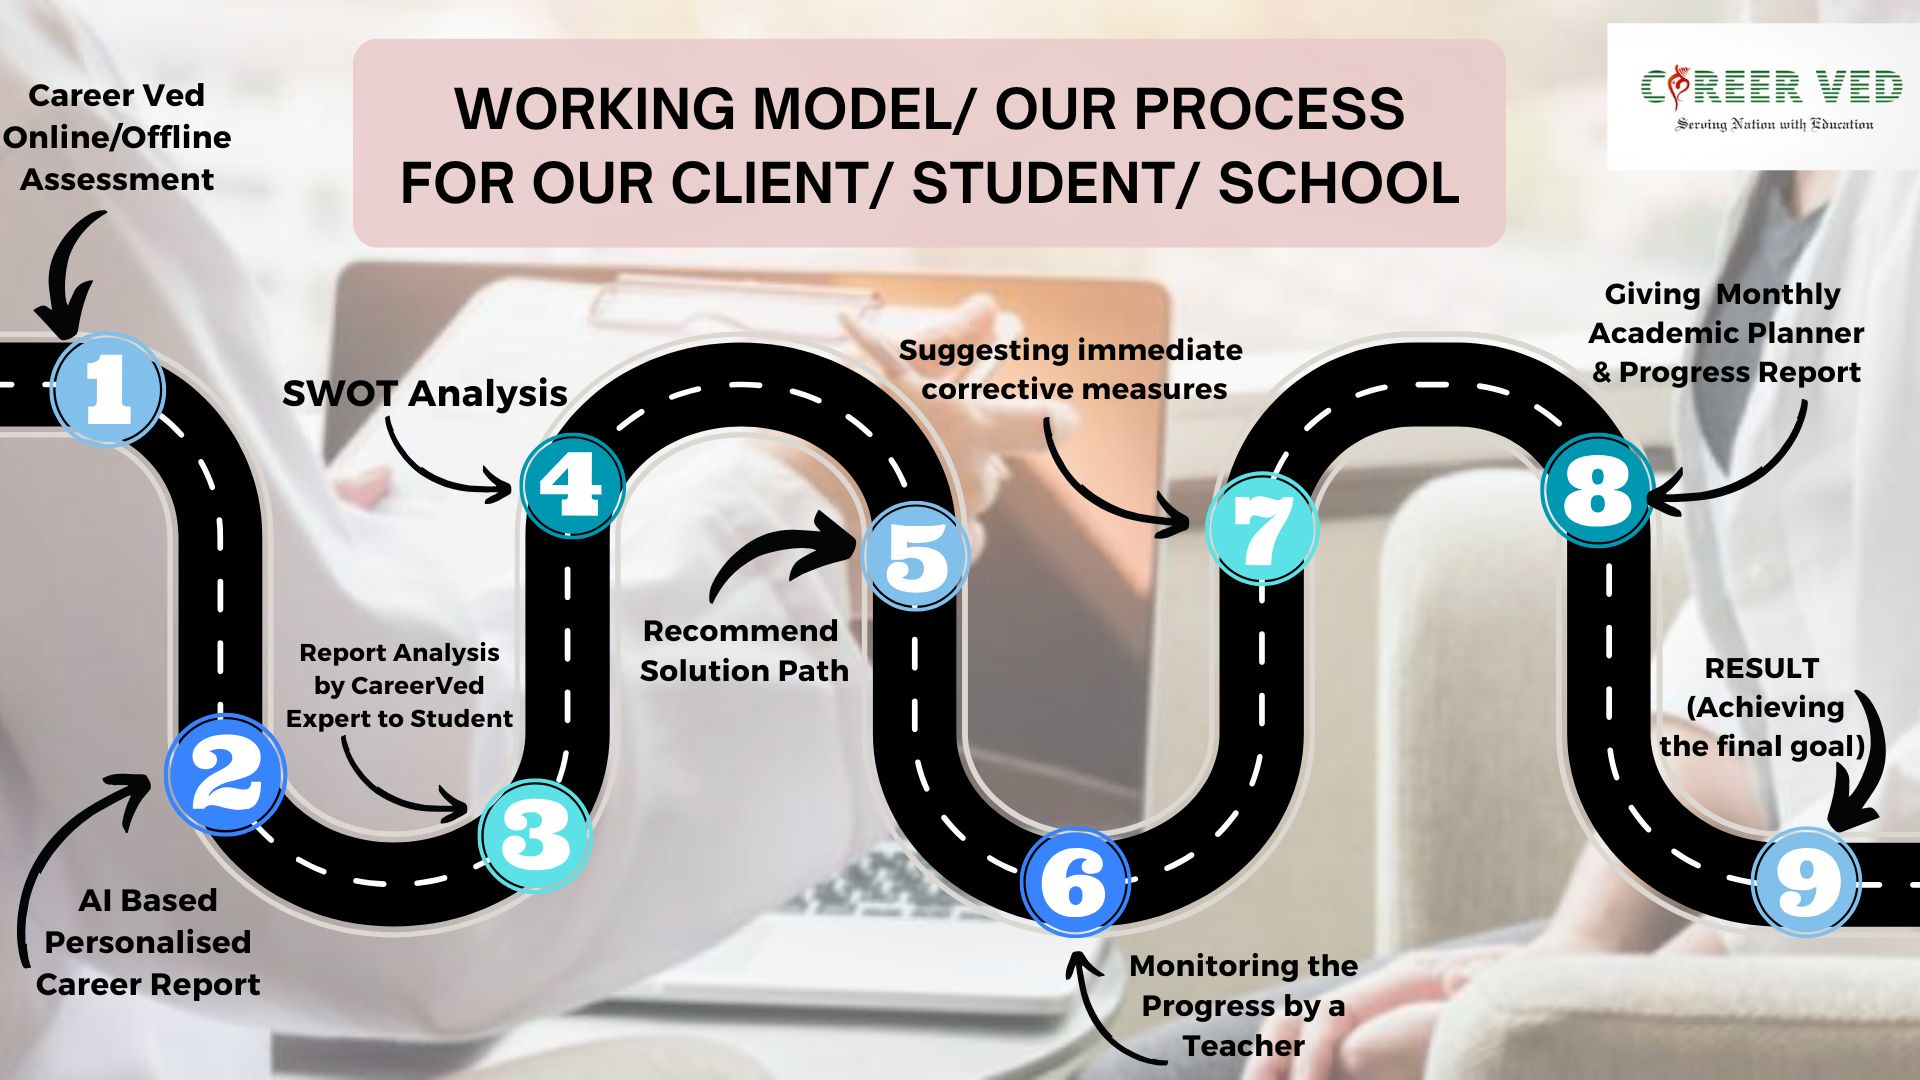 WORKING MODEL/ OUR PROCESS
FOR OUR CLIENT/ STUDENT/ SCHOOL
CAREER VED
Serving Nation with Education
Career Ved
Online/Offline
Assessment
1
AI Based
Personalised
Career Report
2
Report Analysis
by CareerVed
Expert to Student
3
SWOT Analysis
4
Recommend
Solution Path
5
Monitoring the
Progress by a
Teacher
6
Suggesting immediate
corrective measures
7
Giving Monthly
Academic Planner
& Progress Report
8
RESULT
(Achieving
the final goal)
9